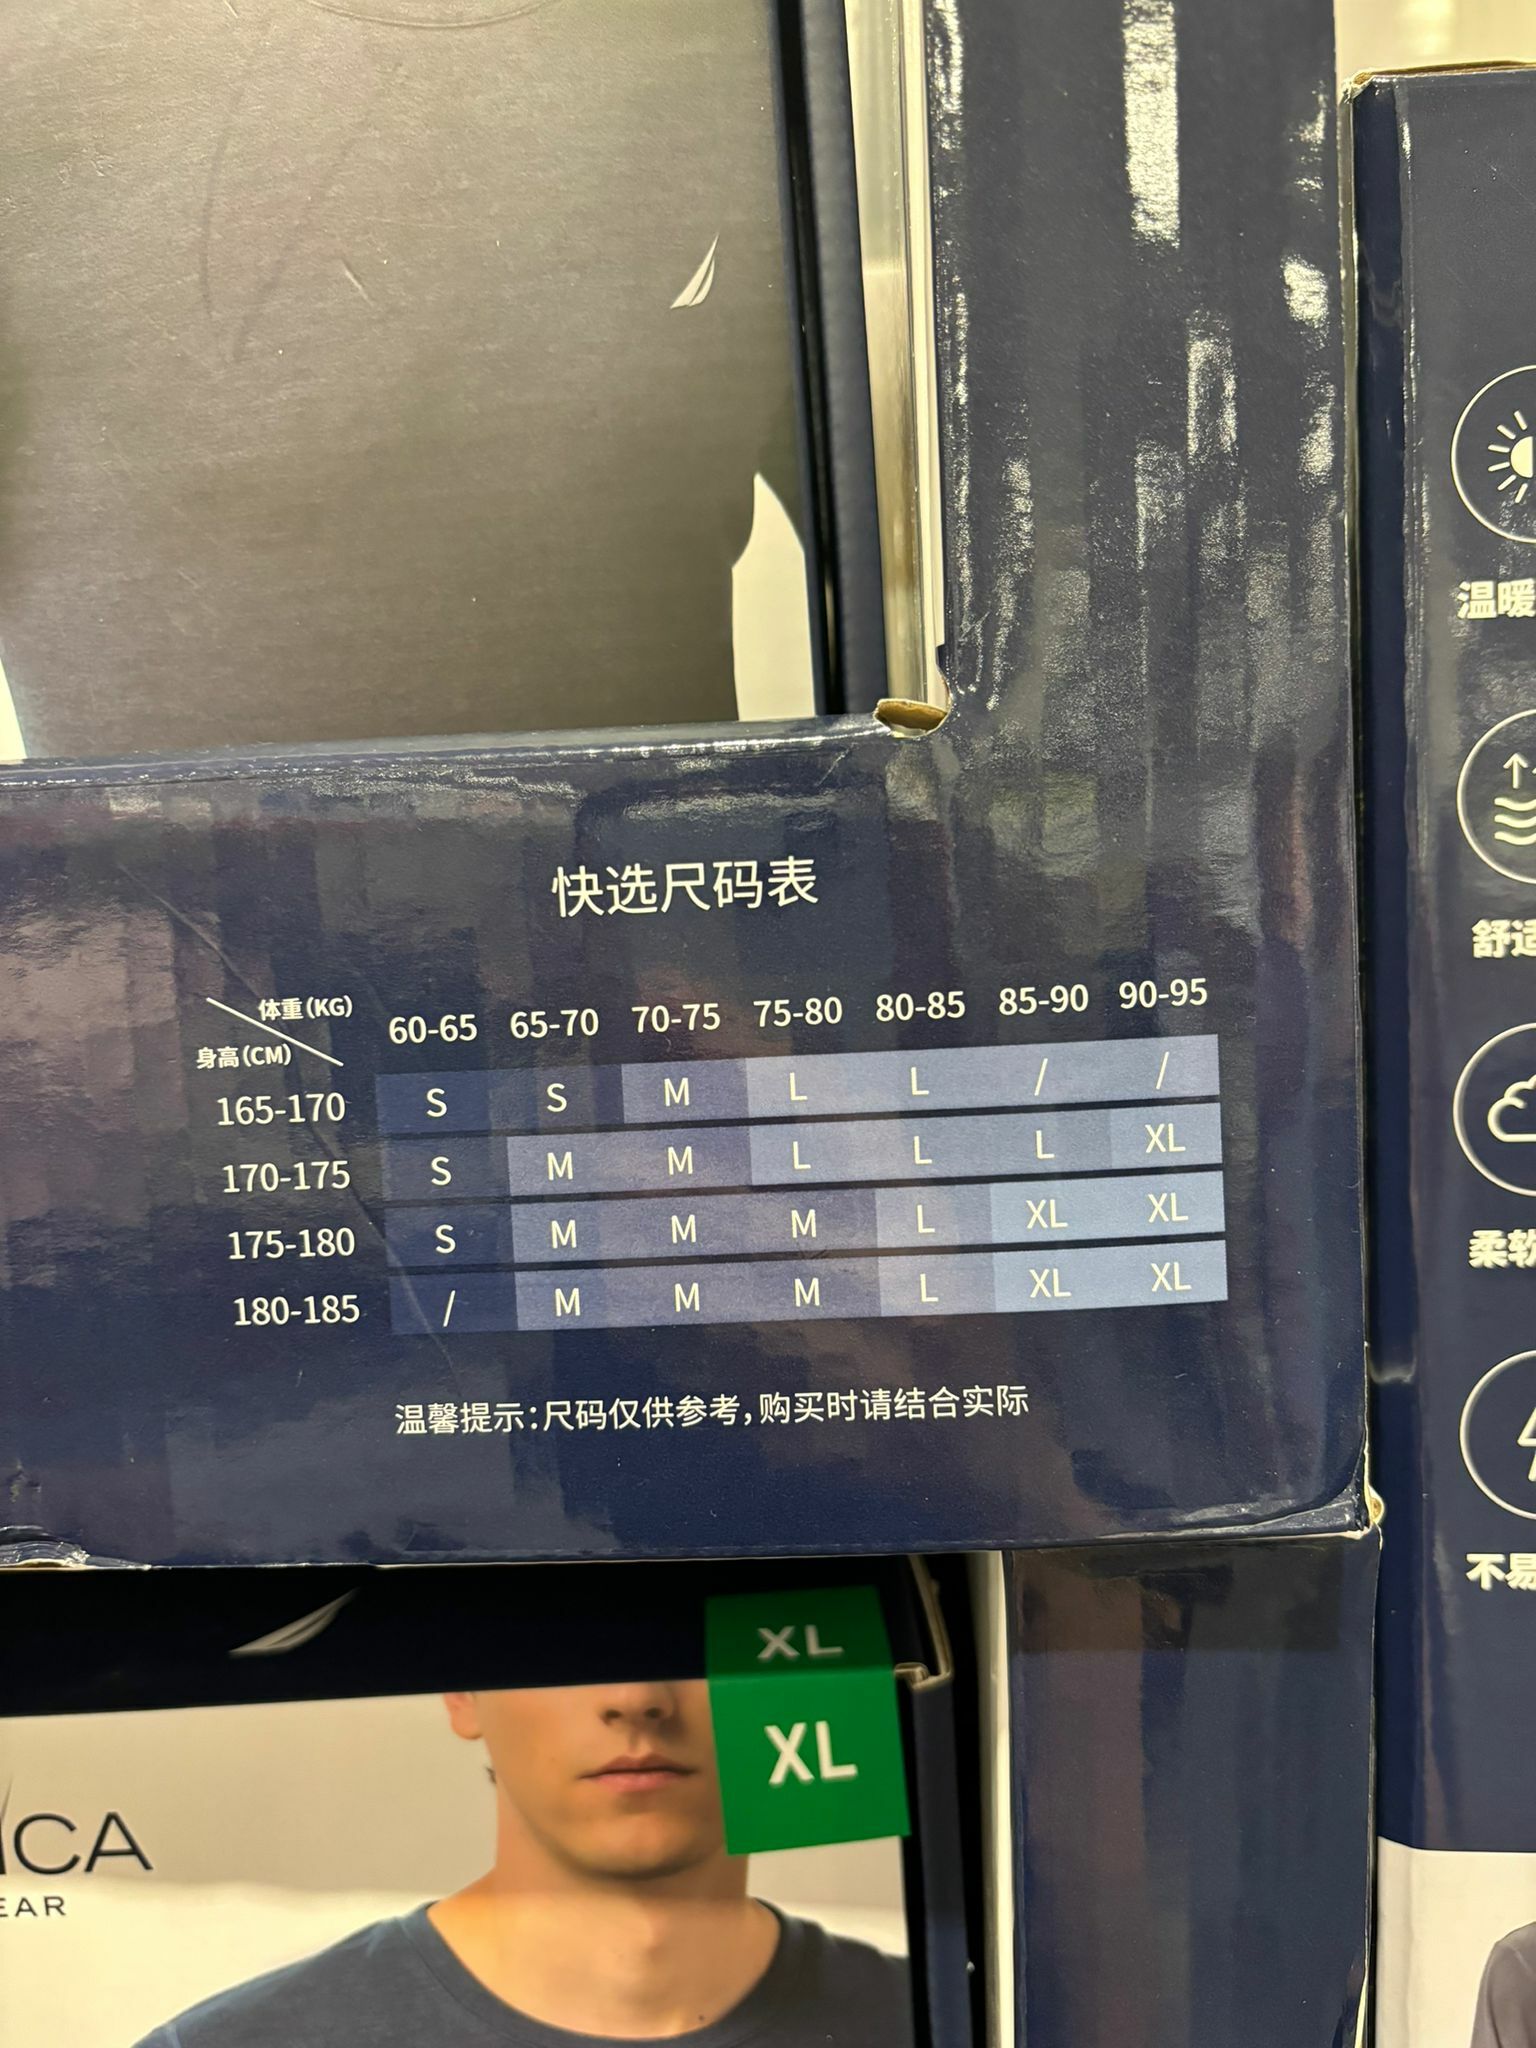 快选尺码表
体重(KG) 60-65 65-70 70-75 75-80 80-85 85-90 90-95
身高(CM)
165-170 S S M L L / /
170-175 S M M L L L XL
175-180 S M M M L XL XL
180-185 / M M M L XL XL
温馨提示:尺码仅供参考,购买时请结合实际
XL
XL
ICA
EAR
温暖
舒适
柔软
不易